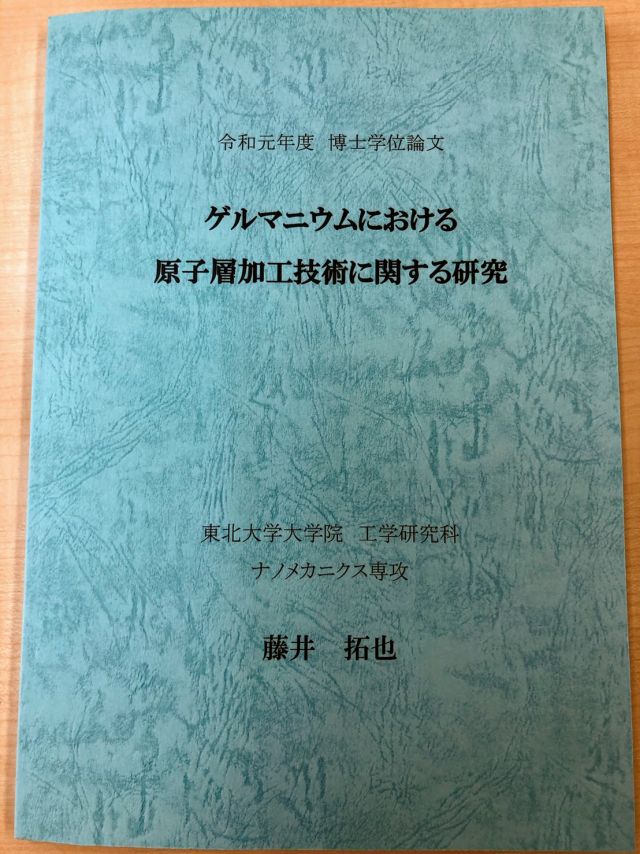 令和元年度　博士学位論文
ゲルマニウムにおける
原子層加工技術に関する研究
東北大学大学院　工学研究科
ナノメカニクス専攻
藤井　拓也